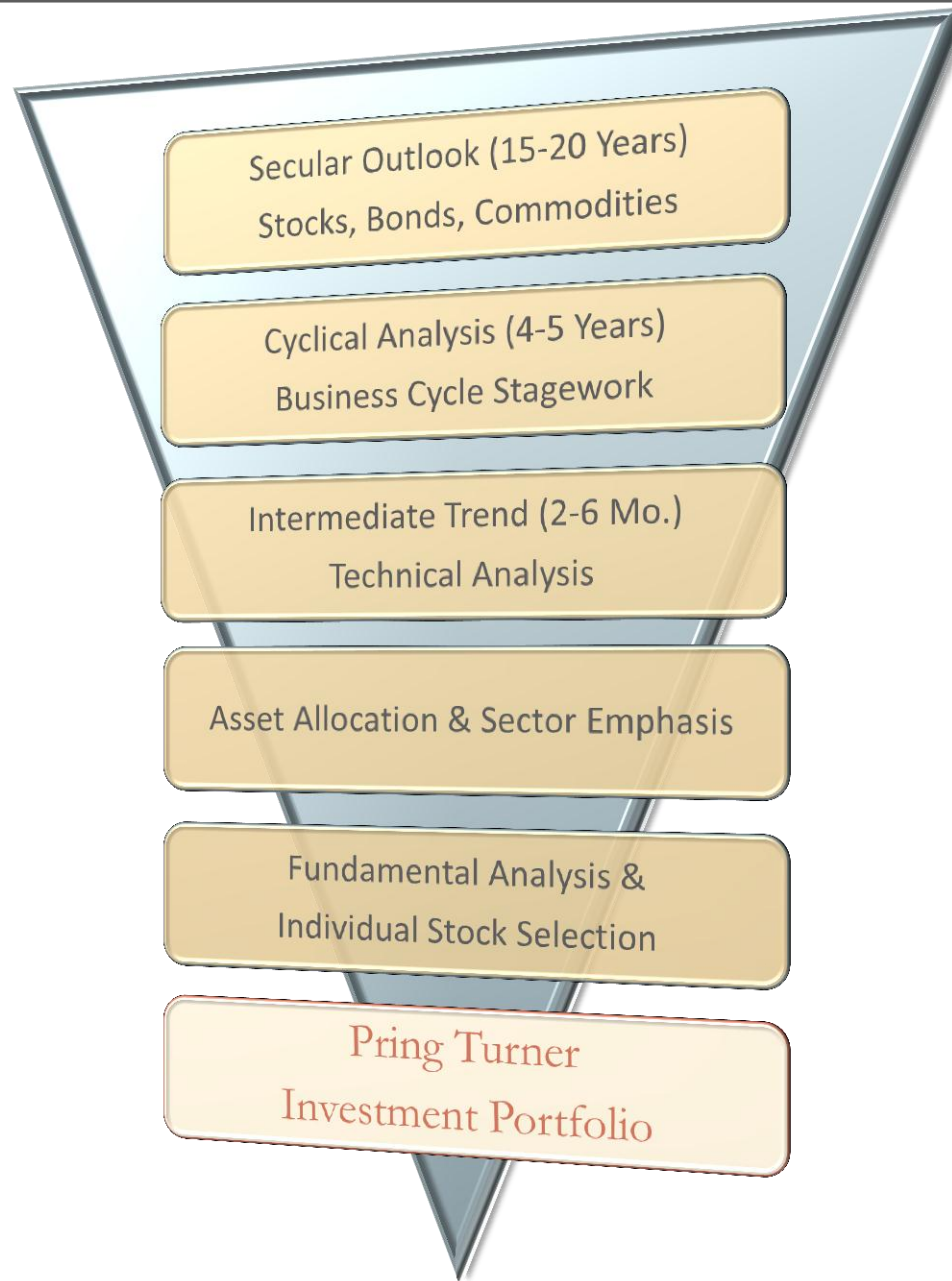 Secular Outlook (15-20 Years)
Stocks, Bonds, Commodities
Cyclical Analysis (4-5 Years)
Business Cycle Stagework
Intermediate Trend (2-6 Mo.)
Technical Analysis
Asset Allocation & Sector Emphasis
Fundamental Analysis &
Individual Stock Selection
Pring Turner
Investment Portfolio